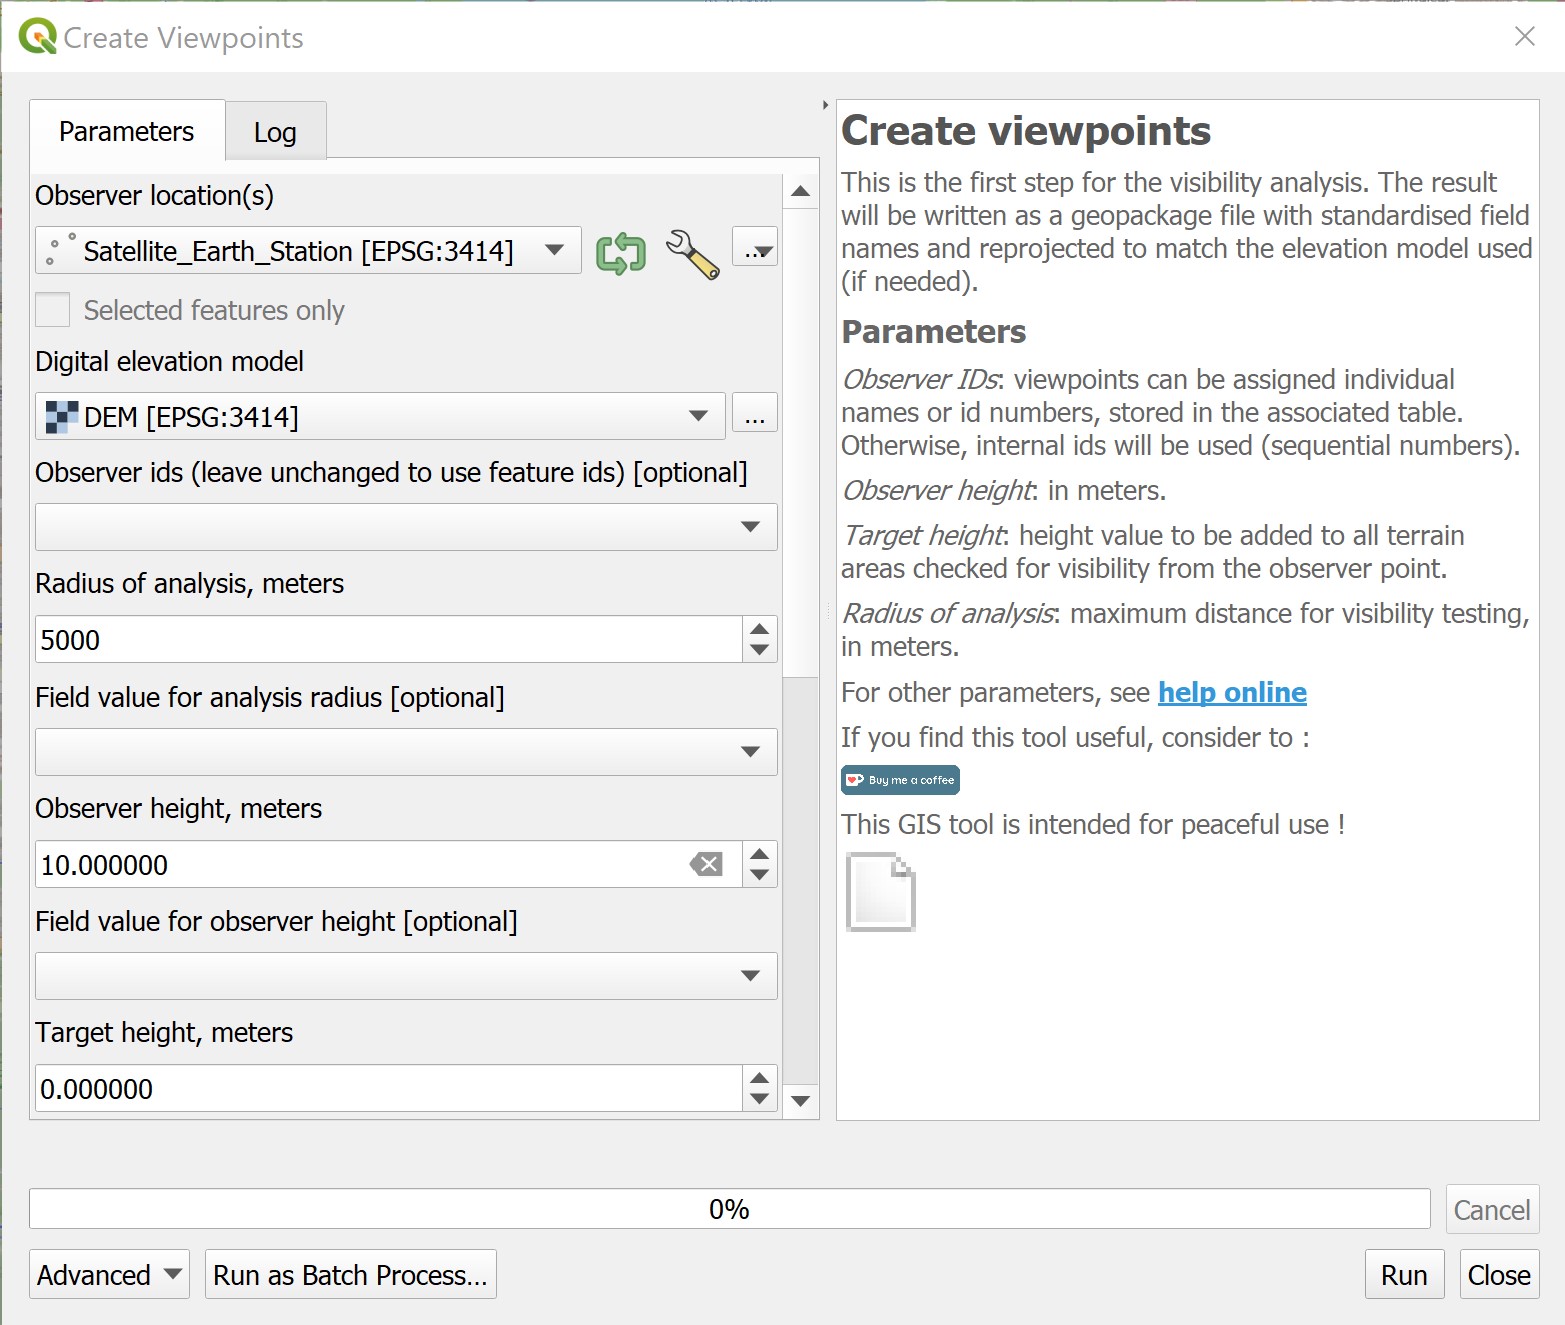 Create Viewpoints
Parameters
Log
Observer location(s)
Satellite_Earth_Station [EPSG:3414]
...
Selected features only
Digital elevation model
DEM [EPSG:3414]
...
Observer ids (leave unchanged to use feature ids) [optional]
Radius of analysis, meters
5000
Field value for analysis radius [optional]
Observer height, meters
10.000000
Field value for observer height [optional]
Target height, meters
0.000000
Create viewpoints
This is the first step for the visibility analysis. The result
will be written as a geopackage file with standardised field
names and reprojected to match the elevation model used
(if needed).
Parameters
Observer IDs: viewpoints can be assigned individual
names or id numbers, stored in the associated table.
Otherwise, internal ids will be used (sequential numbers).
Observer height: in meters.
Target height: height value to be added to all terrain
areas checked for visibility from the observer point.
Radius of analysis: maximum distance for visibility testing,
in meters.
For other parameters, see help online
If you find this tool useful, consider to :
Buy me a coffee
This GIS tool is intended for peaceful use !
0%
Cancel
Advanced
Run as Batch Process...
Run
Close